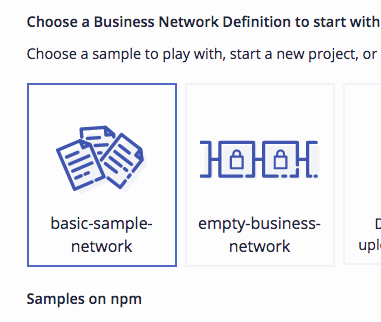 Choose a Business Network Definition to start with
Choose a sample to play with, start a new project, or
basic-sample-
network
empty-business-
network
Samples on npm